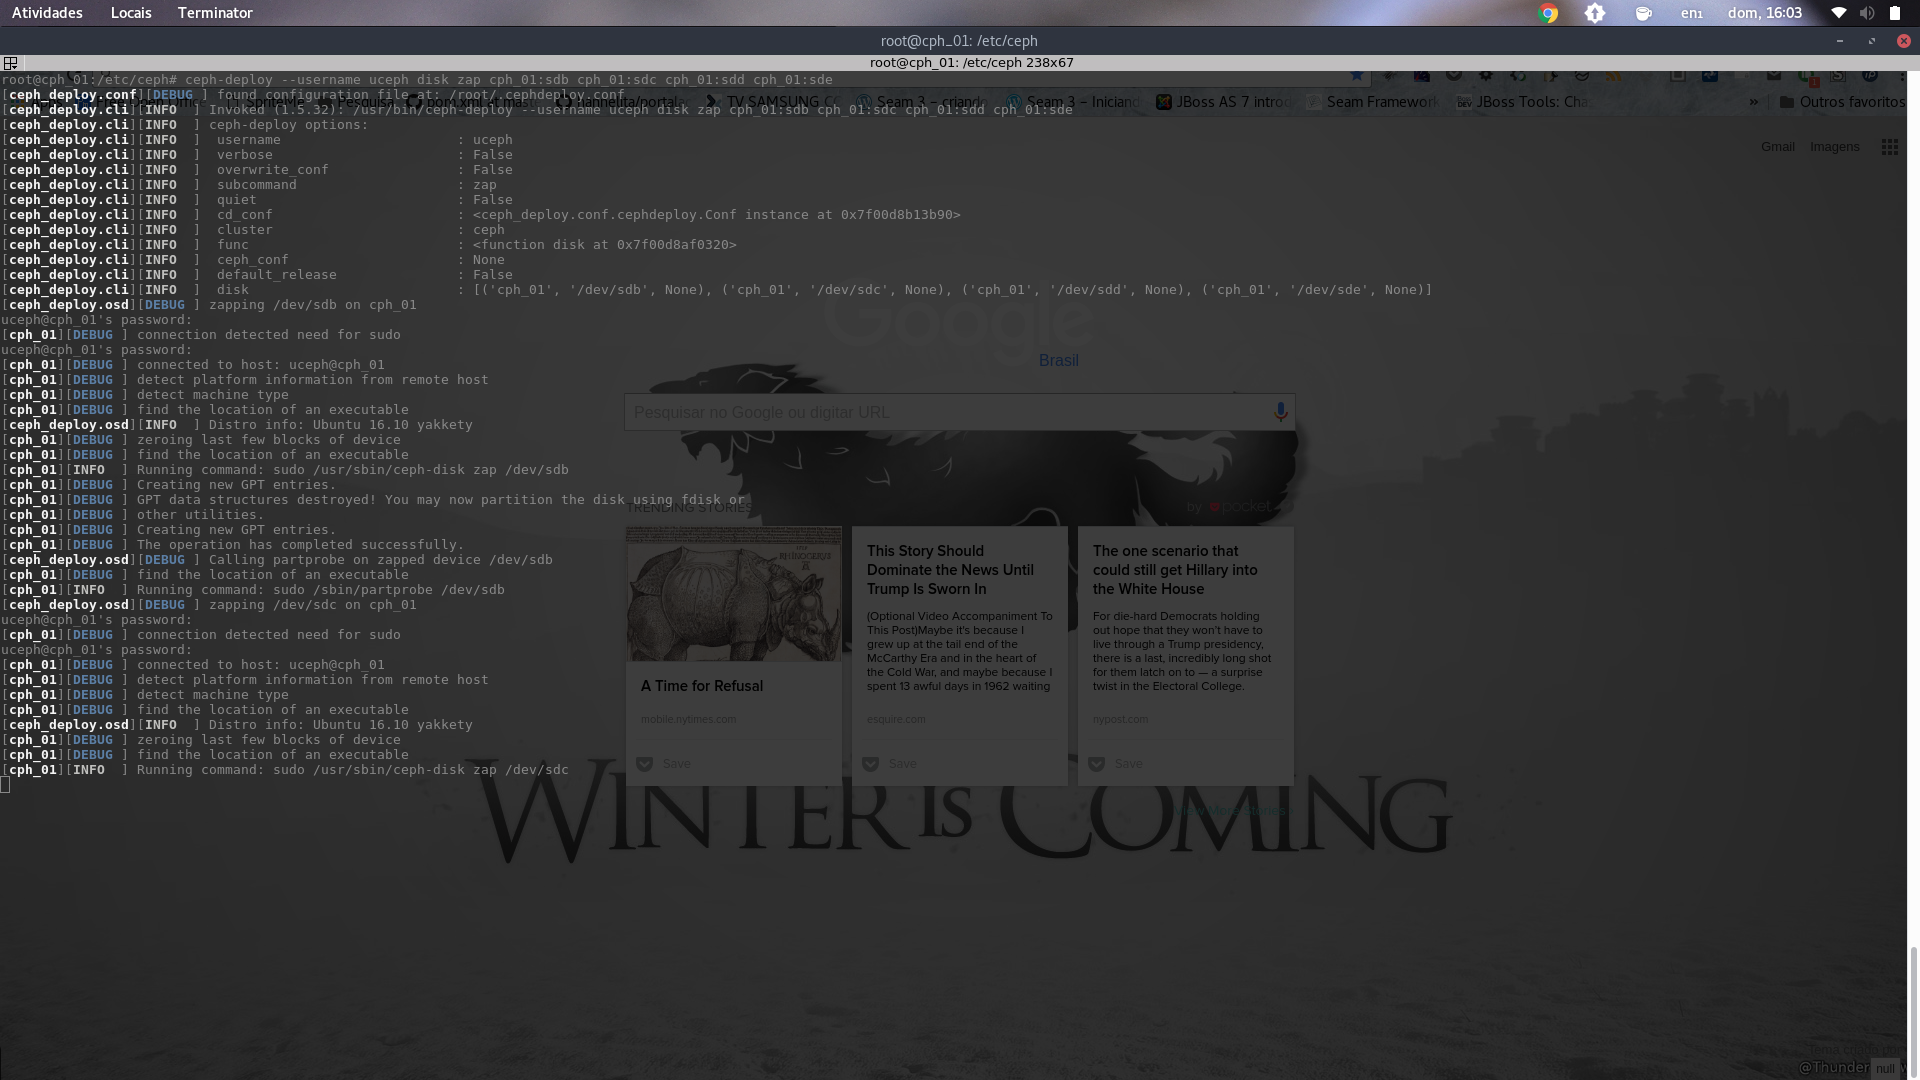 Atividades Locais Terminator en₁ dom, 16:03
root@cph_01: /etc/ceph
root@cph_01: /etc/ceph 238x67
root@cph_01:/etc/ceph# ceph-deploy --username uceph disk zap cph_01:sdb cph_01:sdc cph_01:sdd cph_01:sde
[ceph_deploy.conf][DEBUG ] found configuration file at: /root/.cephdeploy.conf
[ceph_deploy.cli][INFO  ] Invoked (1.5.32): /usr/bin/ceph-deploy --username uceph disk zap cph_01:sdb cph_01:sdc cph_01:sdd cph_01:sde
TV SAMSUNG Seam 3 - criand Seam 3 - Inician JBoss AS 7 introd Seam Framework JBoss Tools: Cha » Outros favoritos
[ceph_deploy.cli][INFO  ] ceph-deploy options:
[ceph_deploy.cli][INFO  ]  username                      : uceph
Gmail Imagens
[ceph_deploy.cli][INFO  ]  verbose                       : False
[ceph_deploy.cli][INFO  ]  overwrite_conf                : False
[ceph_deploy.cli][INFO  ]  subcommand                    : zap
[ceph_deploy.cli][INFO  ]  quiet                         : False
[ceph_deploy.cli][INFO  ]  cd_conf                       : <ceph_deploy.conf.cephdeploy.Conf instance at 0x7f00d8b13b90>
[ceph_deploy.cli][INFO  ]  cluster                       : ceph
[ceph_deploy.cli][INFO  ]  func                          : <function disk at 0x7f00d8af0320>
[ceph_deploy.cli][INFO  ]  ceph_conf                     : None
[ceph_deploy.cli][INFO  ]  default_release               : False
[ceph_deploy.cli][INFO  ]  disk                          : [('cph_01', '/dev/sdb', None), ('cph_01', '/dev/sdc', None), ('cph_01', '/dev/sdd', None), ('cph_01', '/dev/sde', None)]
[ceph_deploy.osd][DEBUG ] zapping /dev/sdb on cph_01
uceph@cph_01's password:
[cph_01][DEBUG ] connection detected need for sudo
uceph@cph_01's password:
[cph_01][DEBUG ] connected to host: uceph@cph_01
[cph_01][DEBUG ] detect platform information from remote host
[cph_01][DEBUG ] detect machine type
[cph_01][DEBUG ] find the location of an executable
[ceph_deploy.osd][INFO  ] Distro info: Ubuntu 16.10 yakkety
[cph_01][DEBUG ] zeroing last few blocks of device
[cph_01][DEBUG ] find the location of an executable
[cph_01][INFO  ] Running command: sudo /usr/sbin/ceph-disk zap /dev/sdb
[cph_01][DEBUG ] Creating new GPT entries.
[cph_01][DEBUG ] GPT data structures destroyed! You may now partition the disk using fdisk or
[cph_01][DEBUG ] other utilities.
[cph_01][DEBUG ] Creating new GPT entries.
[cph_01][DEBUG ] The operation has completed successfully.
[ceph_deploy.osd][DEBUG ] Calling partprobe on zapped device /dev/sdb
[cph_01][DEBUG ] find the location of an executable
[cph_01][INFO  ] Running command: sudo /sbin/partprobe /dev/sdb
[ceph_deploy.osd][DEBUG ] zapping /dev/sdc on cph_01
uceph@cph_01's password:
[cph_01][DEBUG ] connection detected need for sudo
uceph@cph_01's password:
[cph_01][DEBUG ] connected to host: uceph@cph_01
[cph_01][DEBUG ] detect platform information from remote host
[cph_01][DEBUG ] detect machine type
[cph_01][DEBUG ] find the location of an executable
[ceph_deploy.osd][INFO  ] Distro info: Ubuntu 16.10 yakkety
[cph_01][DEBUG ] zeroing last few blocks of device
[cph_01][DEBUG ] find the location of an executable
[cph_01][INFO  ] Running command: sudo /usr/sbin/ceph-disk zap /dev/sdc
Google
Brasil
Pesquisar no Google ou digitar URL
TRENDING STORIES
by pocket
A Time for Refusal
mobile.nytimes.com
Save
This Story Should
Dominate the News Until
Trump Is Sworn In
(Optional Video Accompaniment To
This Post)Maybe it's because I
grew up at the tail end of the
McCarthy Era and in the heart of
the Cold War, and maybe because I
spent 13 awful days in 1962 waiting
esquire.com
Save
The one scenario that
could still get Hillary into
the White House
For die-hard Democrats holding
out hope that they won't have to
live through a Trump presidency,
there is a last, incredibly long shot
for them latch on to — a surprise
twist in the Electoral College.
nypost.com
Save
View More Stories
WINTER IS COMING
@Thunder
null